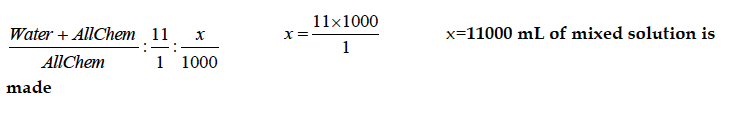 Water + AllChem / AllChem : 11 / 1 : x / 1000    x = 11×1000 / 1    x=11000 mL of mixed solution is
made